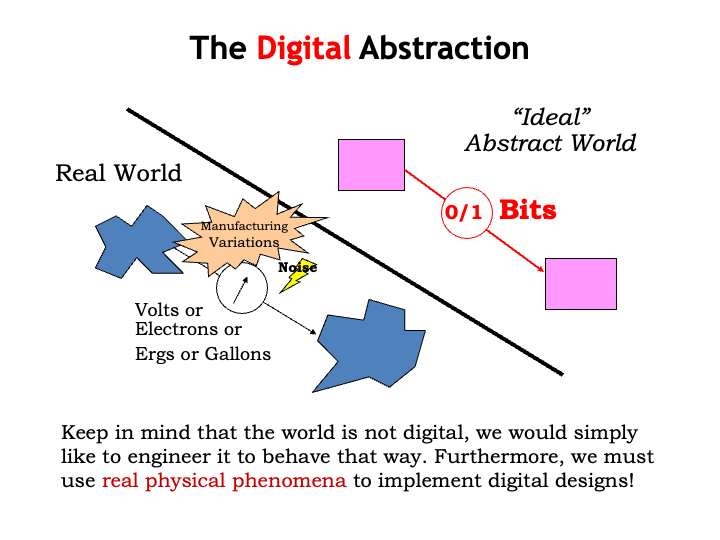 The Digital Abstraction
“Ideal”
Abstract World
Real World
0/1 Bits
Manufacturing
Variations
Noise
Volts or
Electrons or
Ergs or Gallons
Keep in mind that the world is not digital, we would simply
like to engineer it to behave that way. Furthermore, we must
use real physical phenomena to implement digital designs!